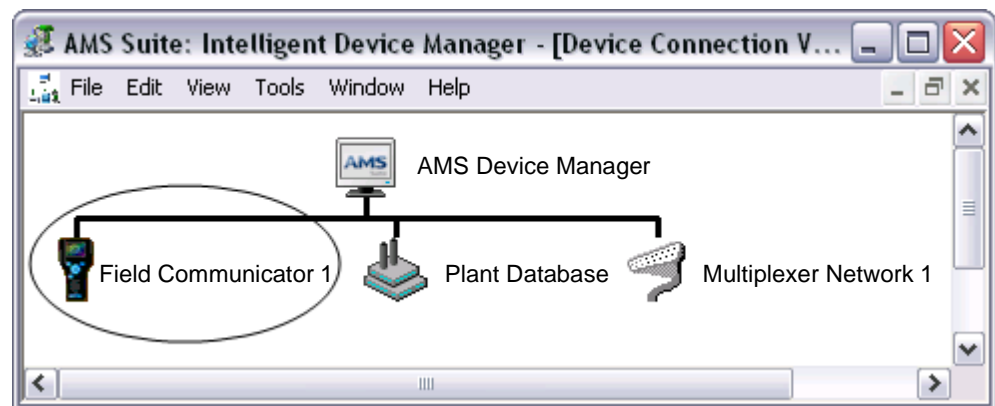 AMS Suite: Intelligent Device Manager - [Device Connection V...
File Edit View Tools Window Help
AMS
AMS Device Manager
Field Communicator 1
Plant Database
Multiplexer Network 1